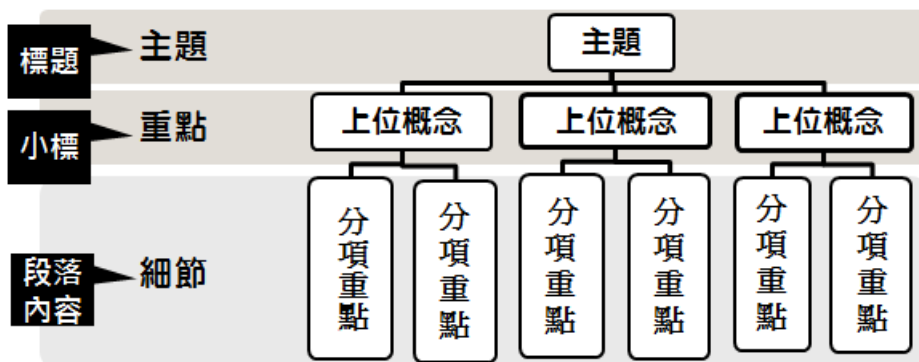 標題
主題
主題
小標
重點
上位概念
上位概念
上位概念
段落
內容
細節
分項重點
分項重點
分項重點
分項重點
分項重點
分項重點